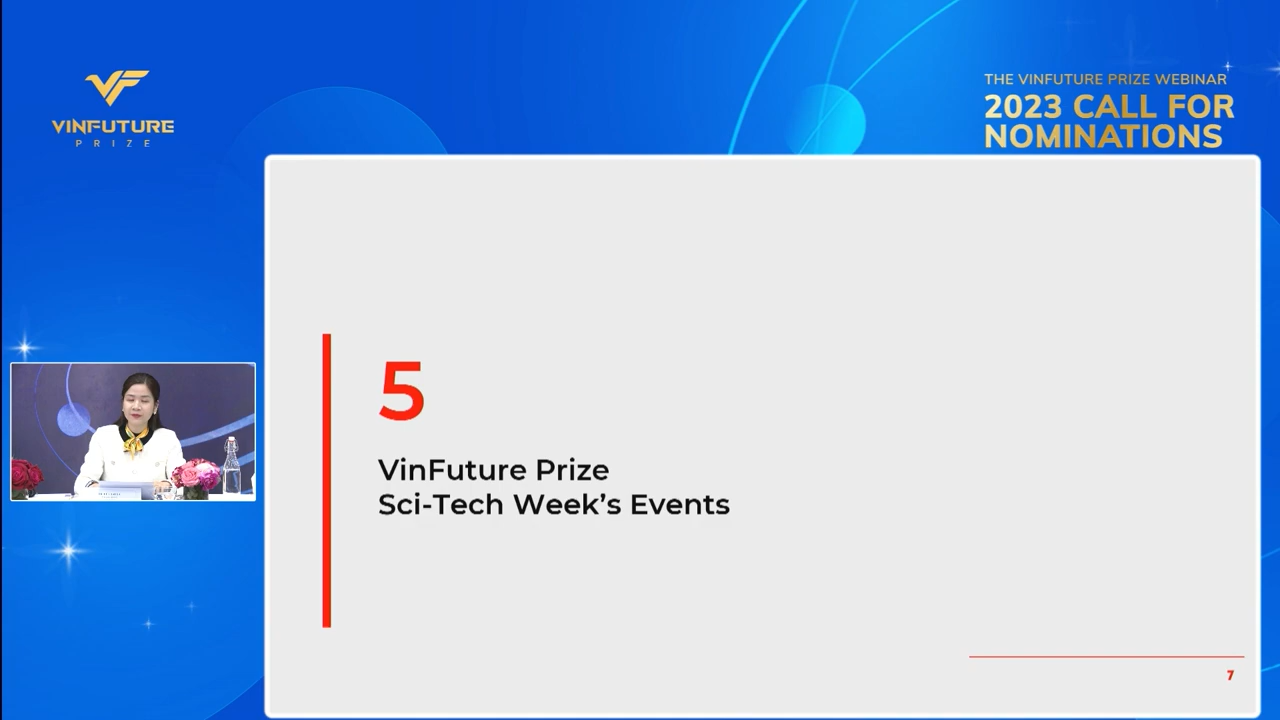 VINFUTURE
PRIZE
THE VINFUTURE PRIZE WEBINAR
2023 CALL FOR
NOMINATIONS
5
VinFuture Prize
Sci-Tech Week’s Events
7